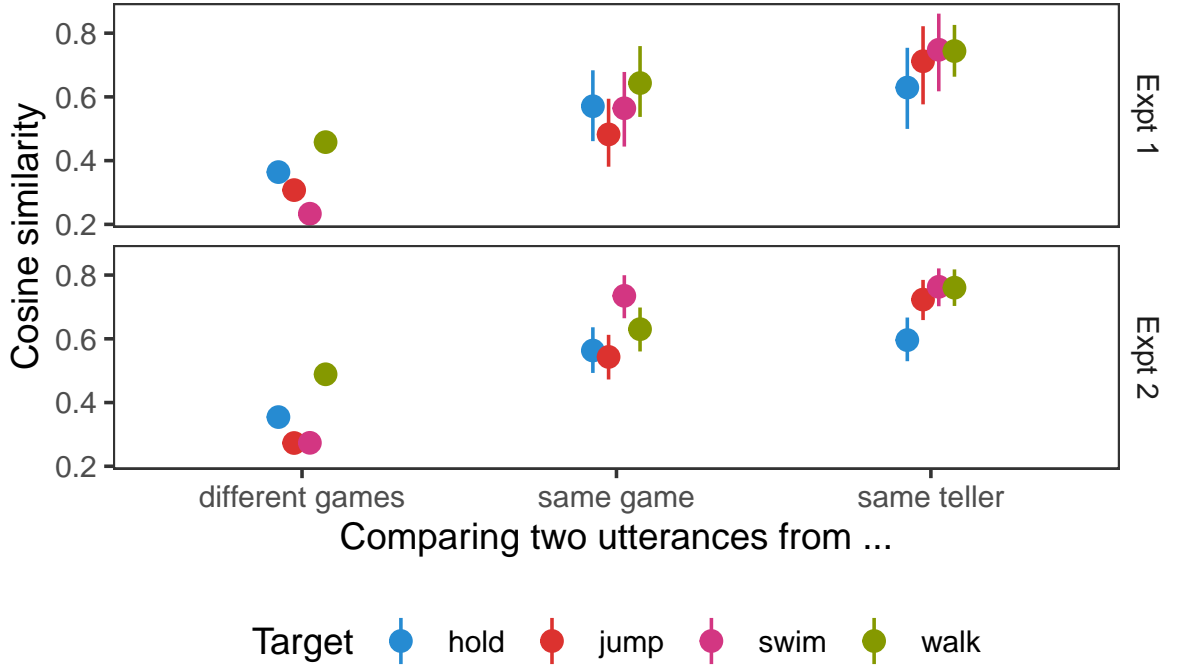 Cosine similarity
0.8
0.6
0.4
0.2
Expt 1
0.8
0.6
0.4
0.2
Expt 2
different games same game same teller
Comparing two utterances from ...
Target hold jump swim walk